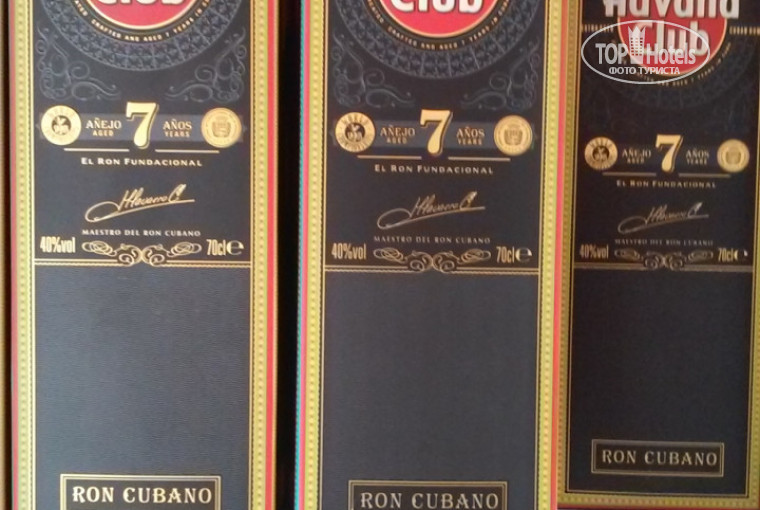 Club
AÑEJO AGED 7 AÑOS YEARS
EL RON FUNDACIONAL
MAESTRO DEL RON CUBANO
40%vol 70cl e
RON CUBANO
Club
AÑEJO AGED 7 AÑOS YEARS
EL RON FUNDACIONAL
MAESTRO DEL RON CUBANO
40%vol 70cl e
RON CUBANO
Havana
Club
AÑEJO AGED 7 AÑOS YEARS
EL RON FUNDACIONAL
MAESTRO DEL RON CUBANO
40%vol 70cl
RON CUBANO
TOP Hotels
ФОТО ТУРИСТА